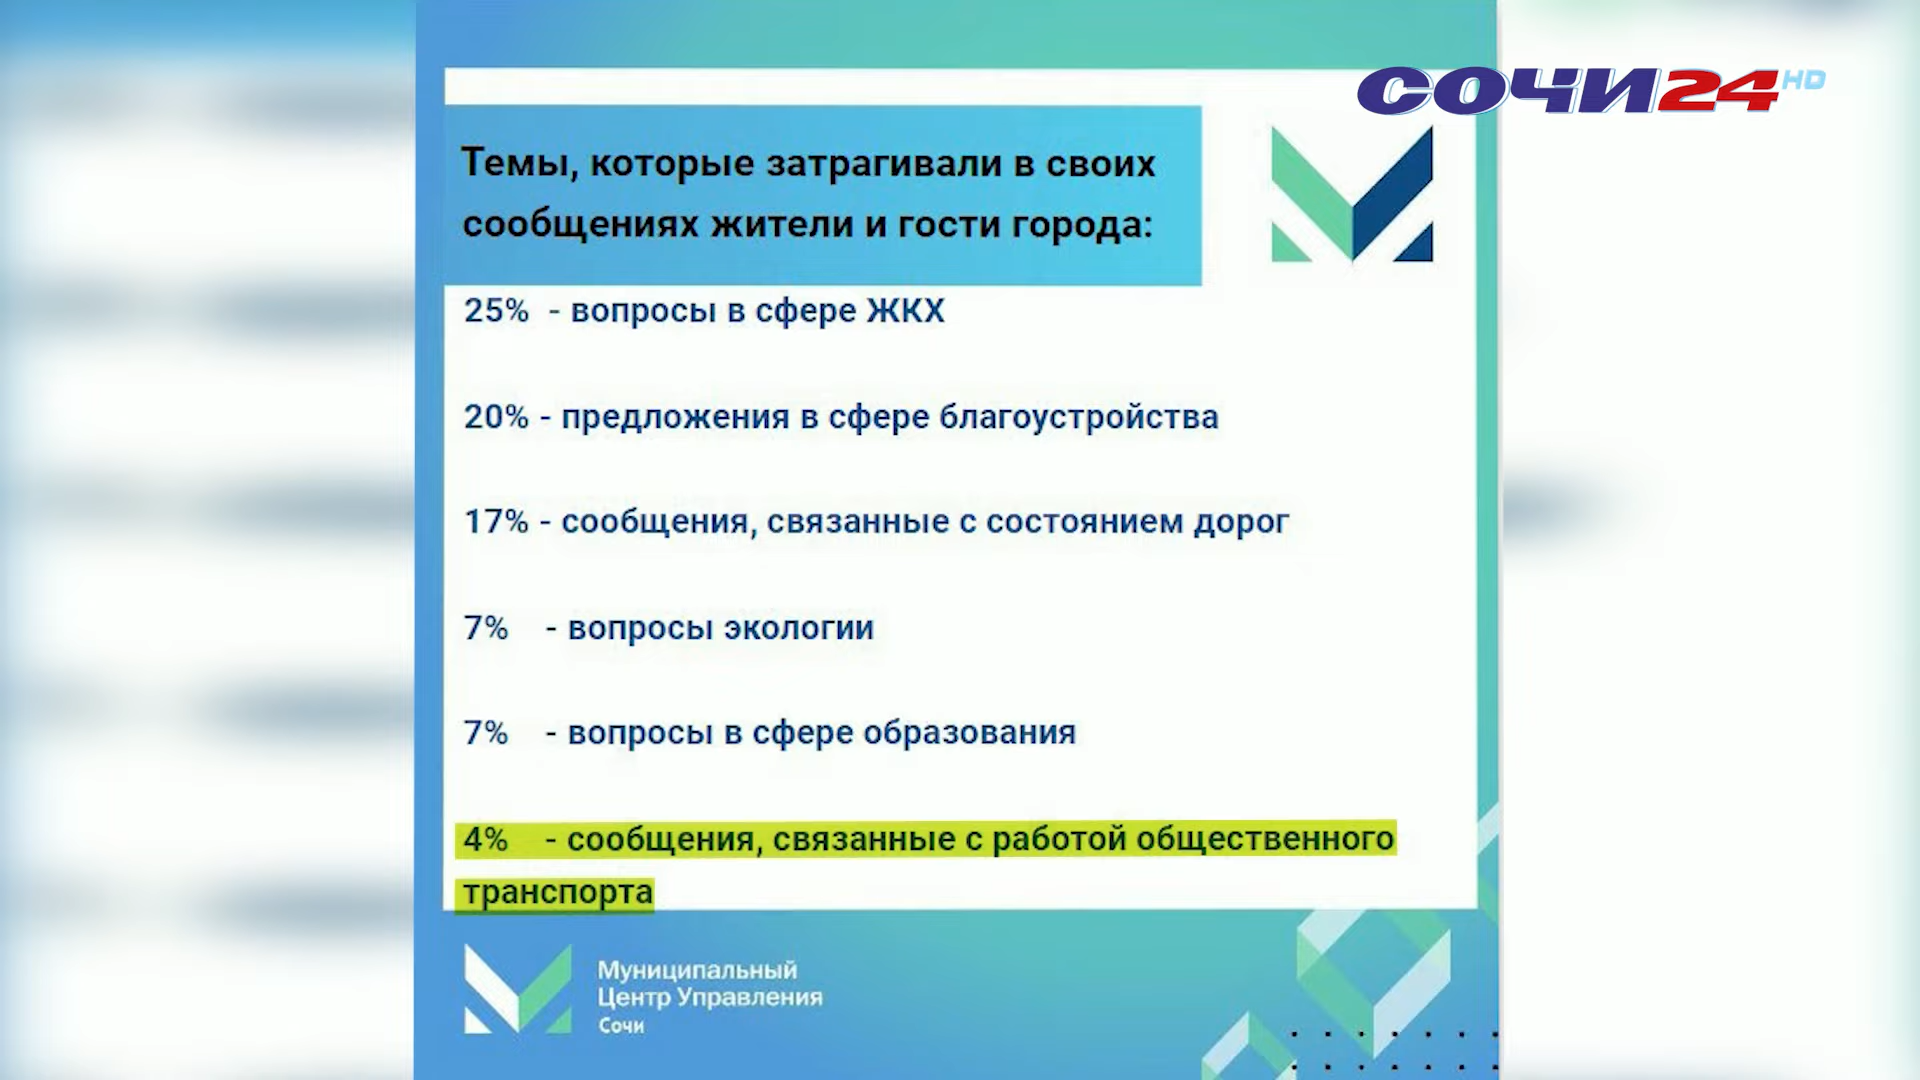 СОЧИ24HD
Темы, которые затрагивали в своих
сообщениях жители и гости города:
25% - вопросы в сфере ЖКХ
20% - предложения в сфере благоустройства
17% - сообщения, связанные с состоянием дорог
7% - вопросы экологии
7% - вопросы в сфере образования
4% - сообщения, связанные с работой общественного
транспорта
Муниципальный
Центр Управления
Сочи